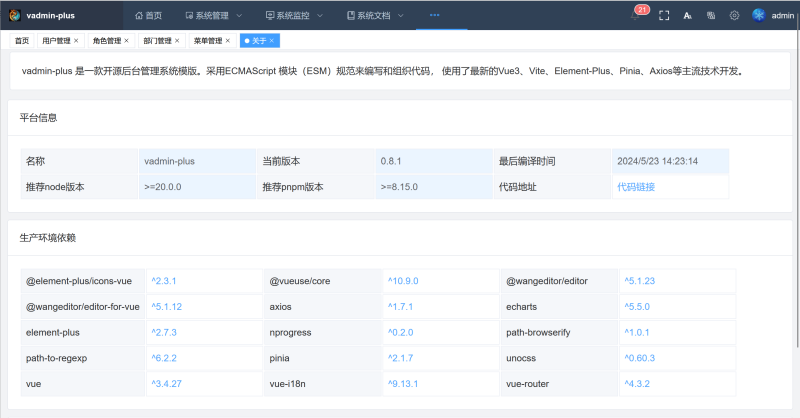 vadmin-plus 首页 系统管理 系统监控 系统文档 ••• 21 admin
首页 用户管理 × 角色管理 × 部门管理 × 菜单管理 × 关于 ×
vadmin-plus 是一款开源后台管理系统模版。采用ECMAScript 模块（ESM）规范来编写和组织代码， 使用了最新的Vue3、Vite、Element-Plus、Pinia、Axios等主流技术开发。
平台信息
名称 vadmin-plus 当前版本 0.8.1 最后编译时间 2024/5/23 14:23:14
推荐node版本 >=20.0.0 推荐pnpm版本 >=8.15.0 代码地址 代码链接
生产环境依赖
@element-plus/icons-vue ^2.3.1 @vueuse/core ^10.9.0 @wangeditor/editor ^5.1.23
@wangeditor/editor-for-vue ^5.1.12 axios ^1.7.1 echarts ^5.5.0
element-plus ^2.7.3 nprogress ^0.2.0 path-browserify ^1.0.1
path-to-regexp ^6.2.2 pinia ^2.1.7 unocss ^0.60.3
vue ^3.4.27 vue-i18n ^9.13.1 vue-router ^4.3.2